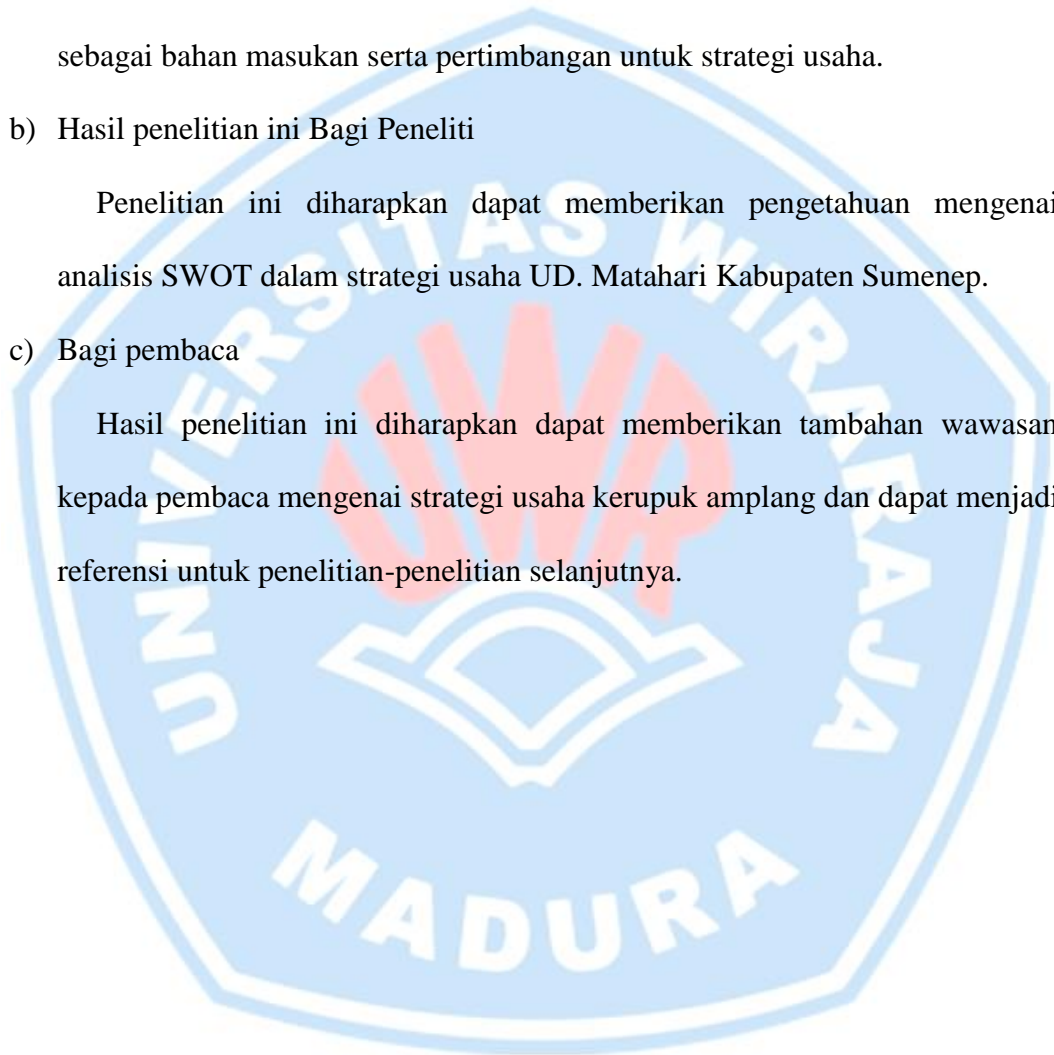 sebagai bahan masukan serta pertimbangan untuk strategi usaha.
b) Hasil penelitian ini Bagi Peneliti
Penelitian ini diharapkan dapat memberikan pengetahuan mengenai
analisis SWOT dalam strategi usaha UD. Matahari Kabupaten Sumenep.
c) Bagi pembaca
Hasil penelitian ini diharapkan dapat memberikan tambahan wawasan
kepada pembaca mengenai strategi usaha kerupuk amplang dan dapat menjadi
referensi untuk penelitian-penelitian selanjutnya.
UNIVERSITAS WIRARAJA
UWR
MADURA